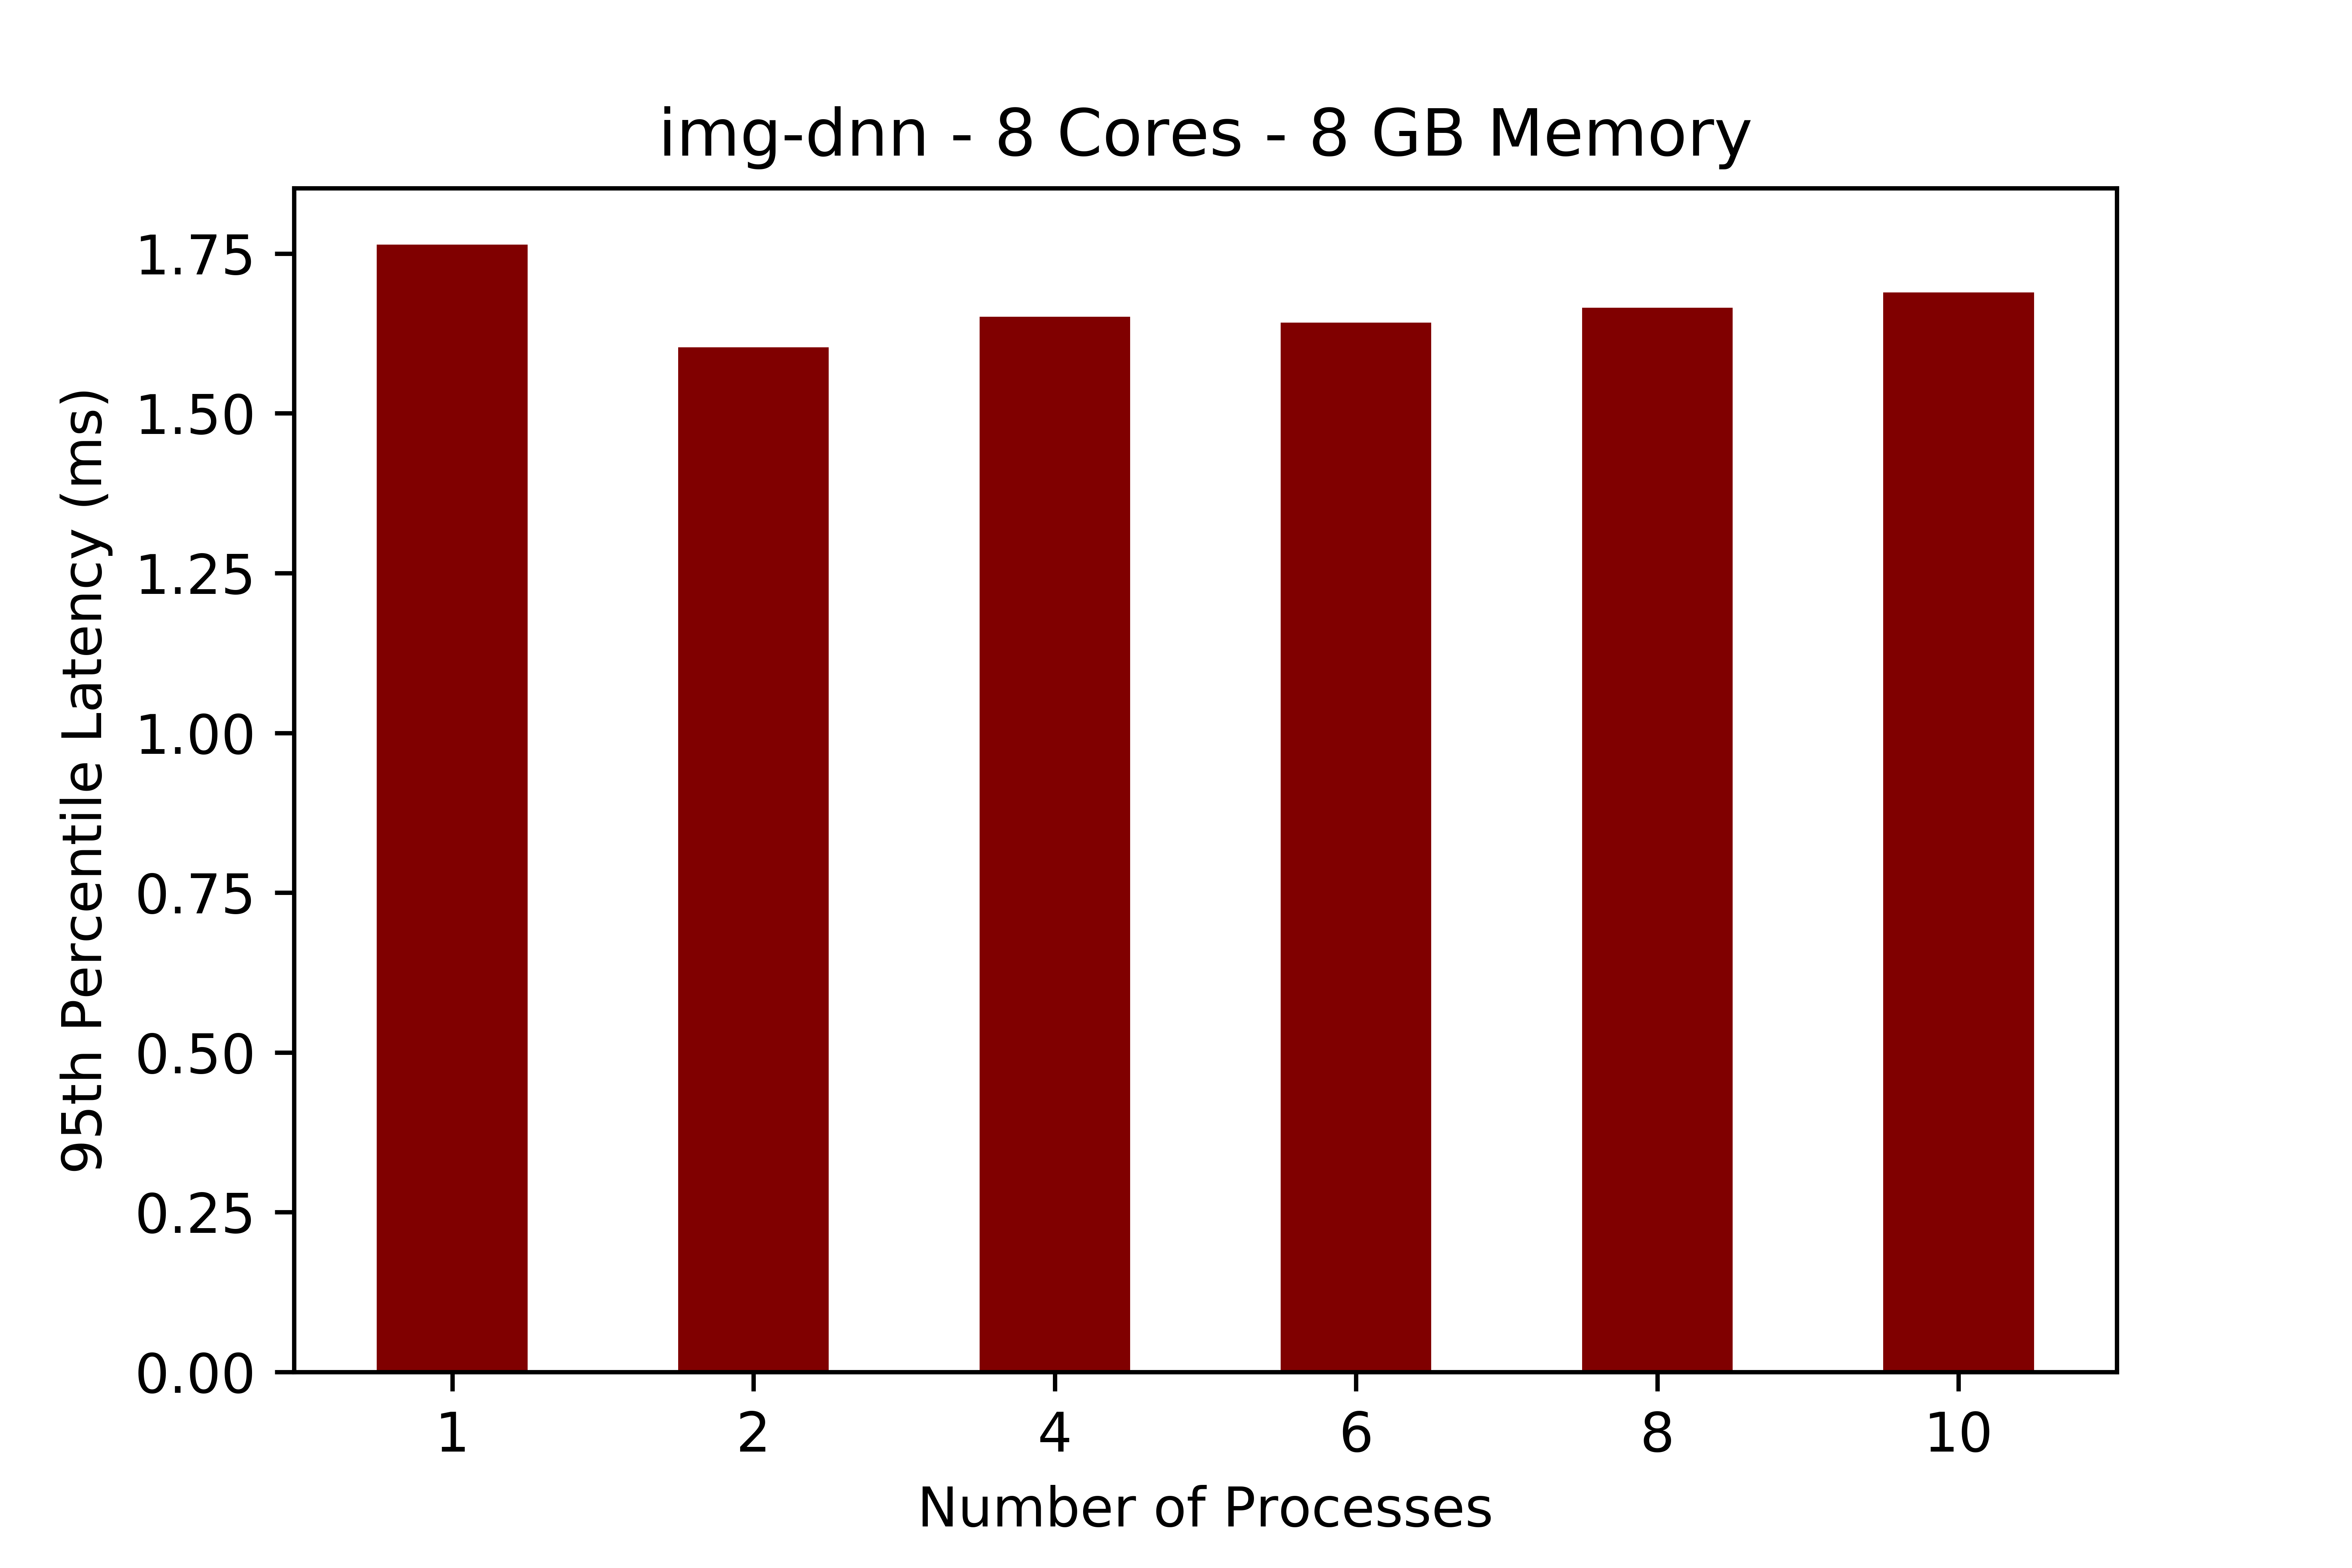 img-dnn - 8 Cores - 8 GB Memory
95th Percentile Latency (ms)
1.75
1.50
1.25
1.00
0.75
0.50
0.25
0.00
1 2 4 6 8 10
Number of Processes